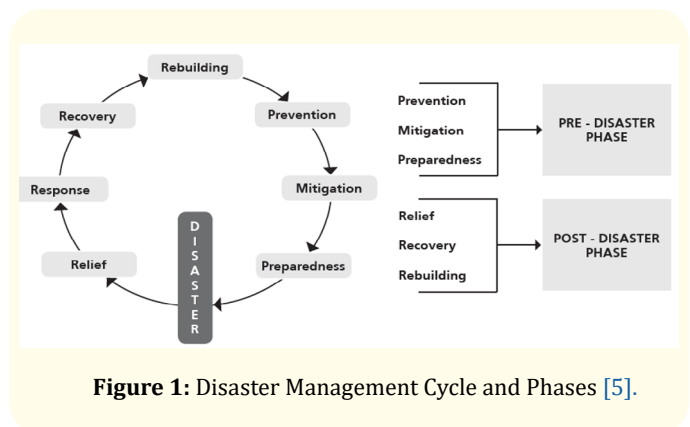 Rebuilding
Prevention
Mitigation
Preparedness
DISASTER
Relief
Response
Recovery
Prevention
Mitigation
Preparedness
PRE - DISASTER
PHASE
Relief
Recovery
Rebuilding
POST - DISASTER
PHASE
Figure 1: Disaster Management Cycle and Phases [5].